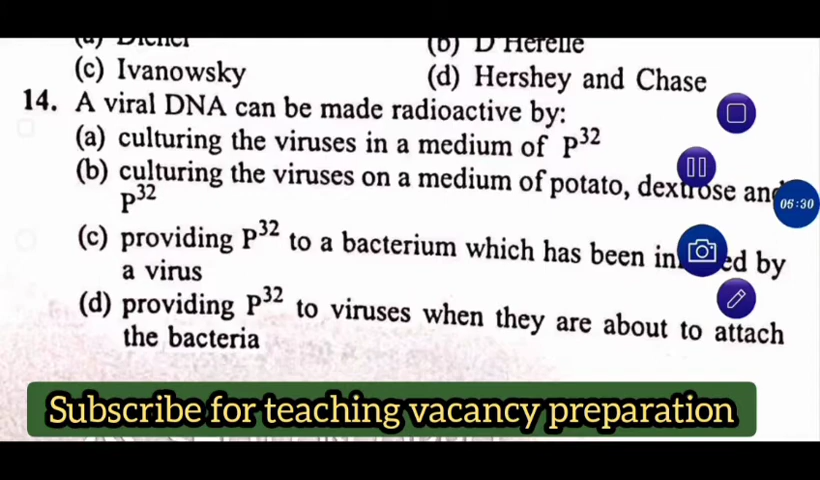 (b) D Herelle
(c) Ivanowsky
(d) Hershey and Chase
14. A viral DNA can be made radioactive by:
(a) culturing the viruses in a medium of P³²
(b) culturing the viruses on a medium of potato, dextrose and
P³²
06:30
(c) providing P³² to a bacterium which has been by
a virus
(d) providing P³² to viruses when they are about to attach
the bacteria
Subscribe for teaching vacancy preparation